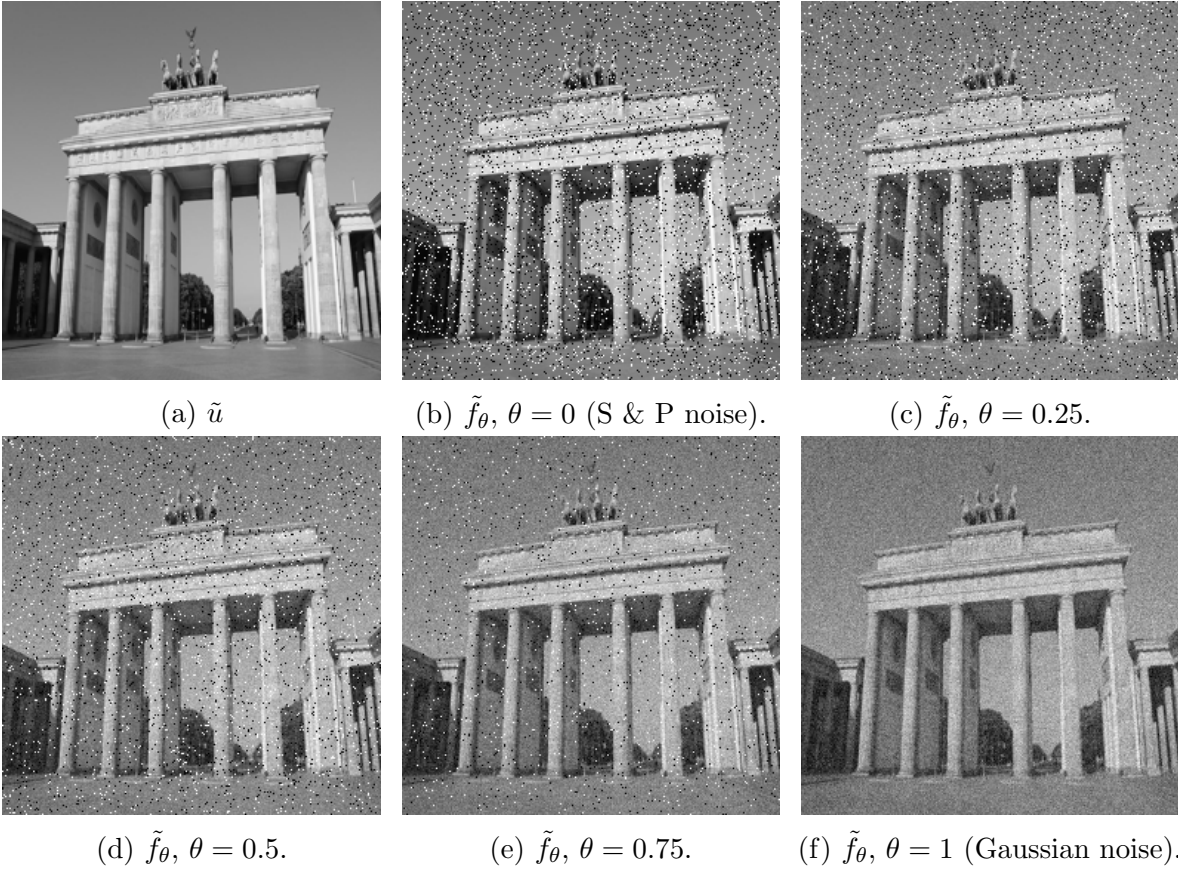 (a) ũ
(b) f̃_θ, θ = 0 (S & P noise).
(c) f̃_θ, θ = 0.25.
(d) f̃_θ, θ = 0.5.
(e) f̃_θ, θ = 0.75.
(f) f̃_θ, θ = 1 (Gaussian noise).